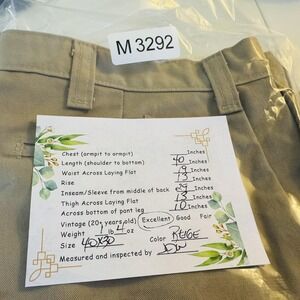 M 3292
Chest (armpit to armpit) Inches
Length (shoulder to bottom) 40 Inches
Waist Across Laying Flat 19 Inches
Rise 13 Inches
Inseam/Sleeve from middle of back 29 Inches
Thigh Across Laying Flat 13 Inches
Across bottom of pant leg 10 Inches
Vintage (20+ years old) Excellent Good Fair
Weight 1 lb 4 oz
Size 40X30 Color BEIGE
Measured and inspected by